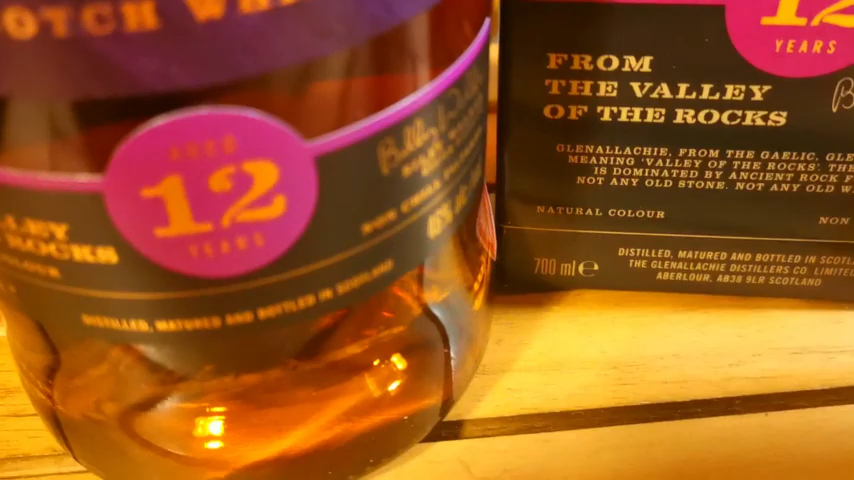 OTCH WH
AGED
12
YEARS
LLEY
ROCKS
COLOUR
DISTILLED, MATURED AND BOTTLED IN SCOTLAND
12
YEARS
FROM
THE VALLEY
OF THE ROCKS
GLENALLACHIE, FROM THE GAELIC, GLE
MEANING 'VALLEY OF THE ROCKS'. THE
IS DOMINATED BY ANCIENT ROCK F
NOT ANY OLD STONE. NOT ANY OLD W
NATURAL COLOUR NON
700 ml e
DISTILLED, MATURED AND BOTTLED IN SCOTL
THE GLENALLACHIE DISTILLERS CO. LIMITE
ABERLOUR, AB38 9LR SCOTLAND